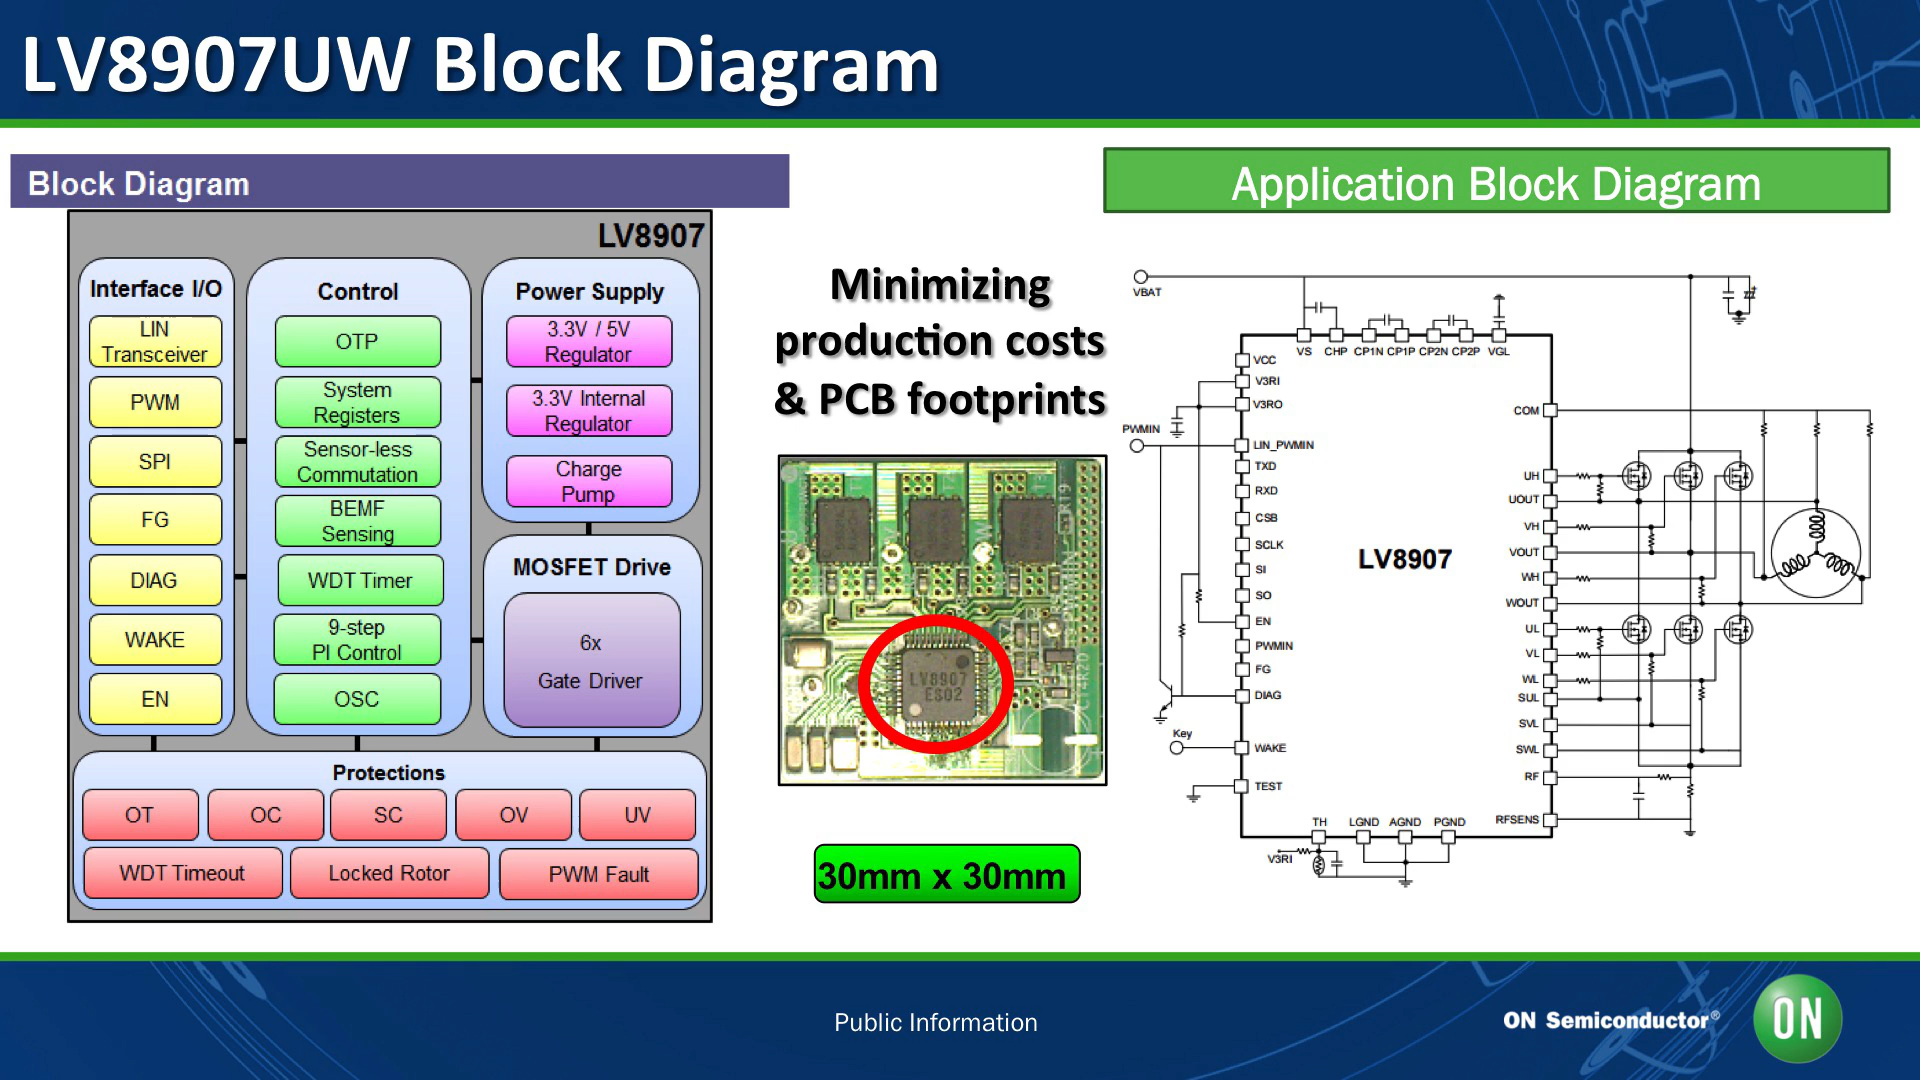 LV8907UW Block Diagram
Block Diagram
LV8907
Interface I/O
LIN
Transceiver
PWM
SPI
FG
DIAG
WAKE
EN
Control
OTP
System
Registers
Sensor-less
Commutation
BEMF
Sensing
WDT Timer
9-step
PI Control
OSC
Power Supply
3.3V / 5V
Regulator
3.3V Internal
Regulator
Charge
Pump
MOSFET Drive
6x
Gate Driver
Protections
OT
OC
SC
OV
UV
WDT Timeout
Locked Rotor
PWM Fault
Minimizing
production costs
& PCB footprints
LV8907
ES02
30mm x 30mm
Application Block Diagram
VBAT
VS CHP CP1N CP1P CP2N CP2P VGL
VCC
V3RI
V3RO
PWMIN
LIN_PWMIN
TXD
RXD
CSB
SCLK
SI
SO
EN
PWMIN
FG
DIAG
Key
WAKE
TEST
LV8907
COM
UH
UOUT
VH
VOUT
WH
WOUT
UL
VL
WL
SUL
SVL
SWL
RF
RFSENS
TH LGND AGND PGND
V3RI
Public Information
ON Semiconductor®
ON